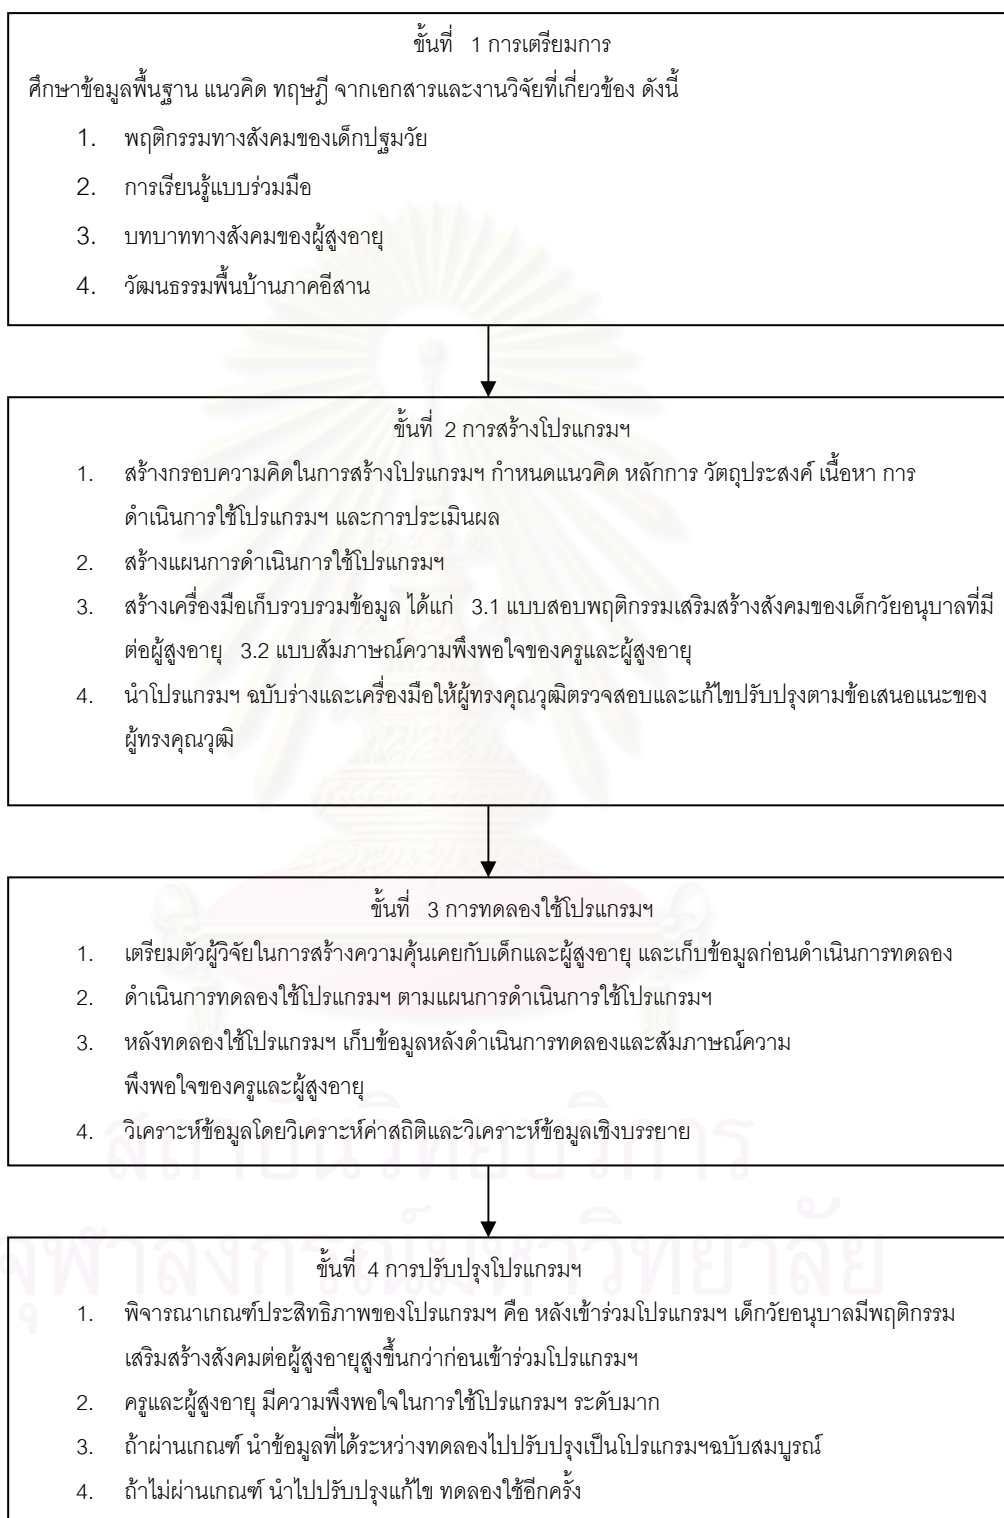 ขั้นที่ 1 การเตรียมการ
ศึกษาข้อมูลพื้นฐาน แนวคิด ทฤษฎี จากเอกสารและงานวิจัยที่เกี่ยวข้อง ดังนี้
1. พฤติกรรมทางสังคมของเด็กปฐมวัย
2. การเรียนรู้แบบร่วมมือ
3. บทบาททางสังคมของผู้สูงอายุ
4. วัฒนธรรมพื้นบ้านภาคอีสาน
ขั้นที่ 2 การสร้างโปรแกรมฯ
1. สร้างกรอบความคิดในการสร้างโปรแกรมฯ กำหนดแนวคิด หลักการ วัตถุประสงค์ เนื้อหา การ
ดำเนินการใช้โปรแกรมฯ และการประเมินผล
2. สร้างแผนการดำเนินการใช้โปรแกรมฯ
3. สร้างเครื่องมือเก็บรวบรวมข้อมูล ได้แก่ 3.1 แบบสอบพฤติกรรมเสริมสร้างสังคมของเด็กวัยอนุบาลที่มี
ต่อผู้สูงอายุ 3.2 แบบสัมภาษณ์ความพึงพอใจของครูและผู้สูงอายุ
4. นำโปรแกรมฯ ฉบับร่างและเครื่องมือให้ผู้ทรงคุณวุฒิตรวจสอบและแก้ไขปรับปรุงตามข้อเสนอแนะของ
ผู้ทรงคุณวุฒิ
ขั้นที่ 3 การทดลองใช้โปรแกรมฯ
1. เตรียมตัวผู้วิจัยในการสร้างความคุ้นเคยกับเด็กและผู้สูงอายุ และเก็บข้อมูลก่อนดำเนินการทดลอง
2. ดำเนินการทดลองใช้โปรแกรมฯ ตามแผนการดำเนินการใช้โปรแกรมฯ
3. หลังทดลองใช้โปรแกรมฯ เก็บข้อมูลหลังดำเนินการทดลองและสัมภาษณ์ความ
พึงพอใจของครูและผู้สูงอายุ
4. วิเคราะห์ข้อมูลโดยวิเคราะห์ค่าสถิติและวิเคราะห์ข้อมูลเชิงบรรยาย
สถาบันวิทยบริการ
จุฬาลงกรณ์มหาวิทยาลัย
ขั้นที่ 4 การปรับปรุงโปรแกรมฯ
1. พิจารณาเกณฑ์ประสิทธิภาพของโปรแกรมฯ คือ หลังเข้าร่วมโปรแกรมฯ เด็กวัยอนุบาลมีพฤติกรรม
เสริมสร้างสังคมต่อผู้สูงอายุสูงขึ้นกว่าก่อนเข้าร่วมโปรแกรมฯ
2. ครูและผู้สูงอายุ มีความพึงพอใจในการใช้โปรแกรมฯ ระดับมาก
3. ถ้าผ่านเกณฑ์ นำข้อมูลที่ได้ระหว่างทดลองไปปรับปรุงเป็นโปรแกรมฯฉบับสมบูรณ์
4. ถ้าไม่ผ่านเกณฑ์ นำไปปรับปรุงแก้ไข ทดลองใช้อีกครั้ง